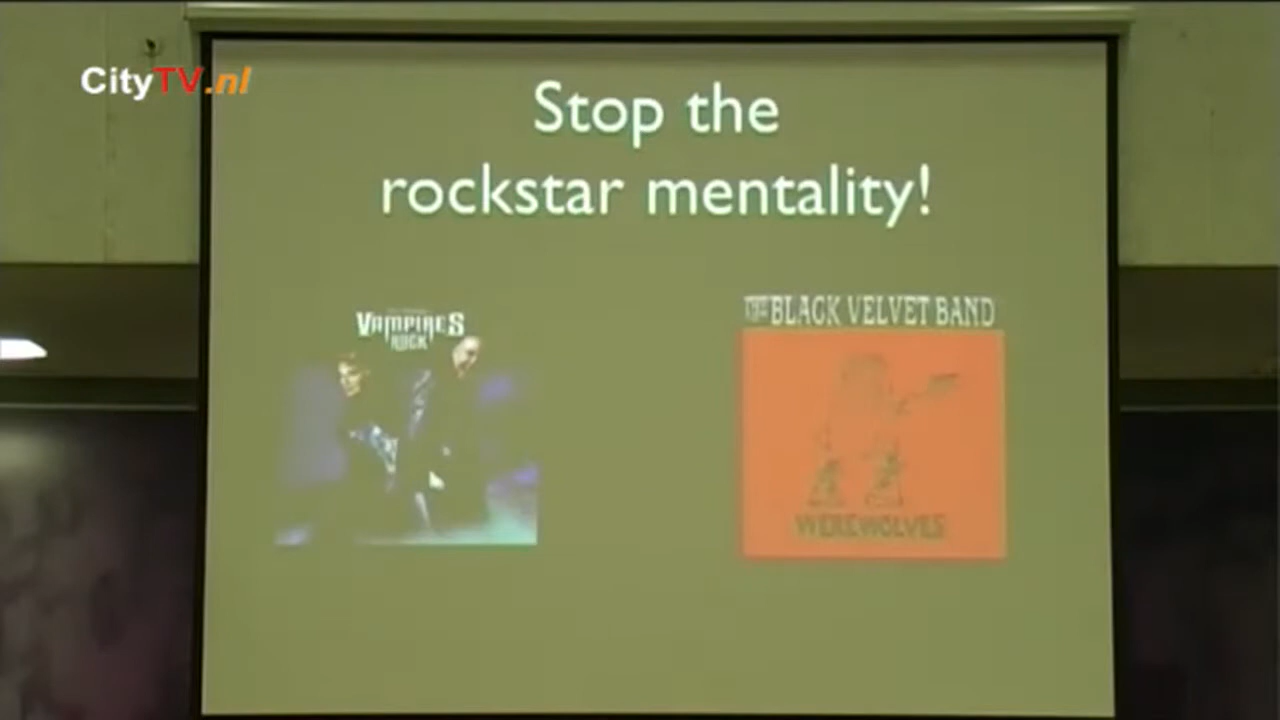 CityTV.nl
Stop the
rockstar mentality!
VAMPIRES
ROCK
THE BLACK VELVET BAND
WEREWOLVES